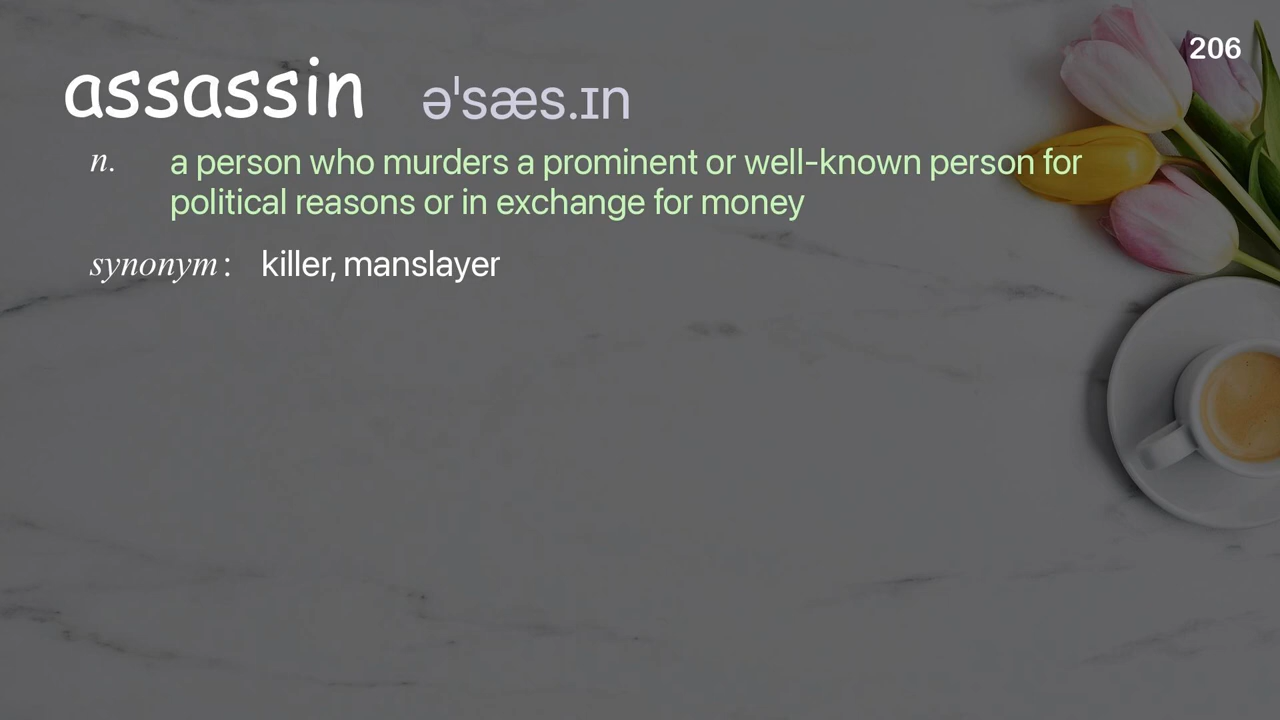 206
assassin əˈsæs.ɪn
n. a person who murders a prominent or well-known person for
political reasons or in exchange for money
synonym : killer, manslayer